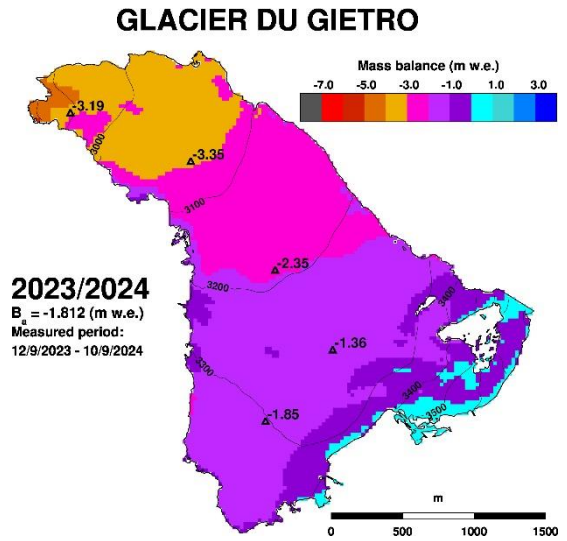 GLACIER DU GIETRO
Mass balance (m w.e.)
-7.0 -5.0 -3.0 -1.0 1.0 3.0
-3.19
3000
-3.35
3100
-2.35
3200
3400
2023/2024
Ba = -1.812 (m w.e.)
Measured period:
12/9/2023 - 10/9/2024
-1.36
3300
3400
3500
-1.85
m
0 500 1000 1500